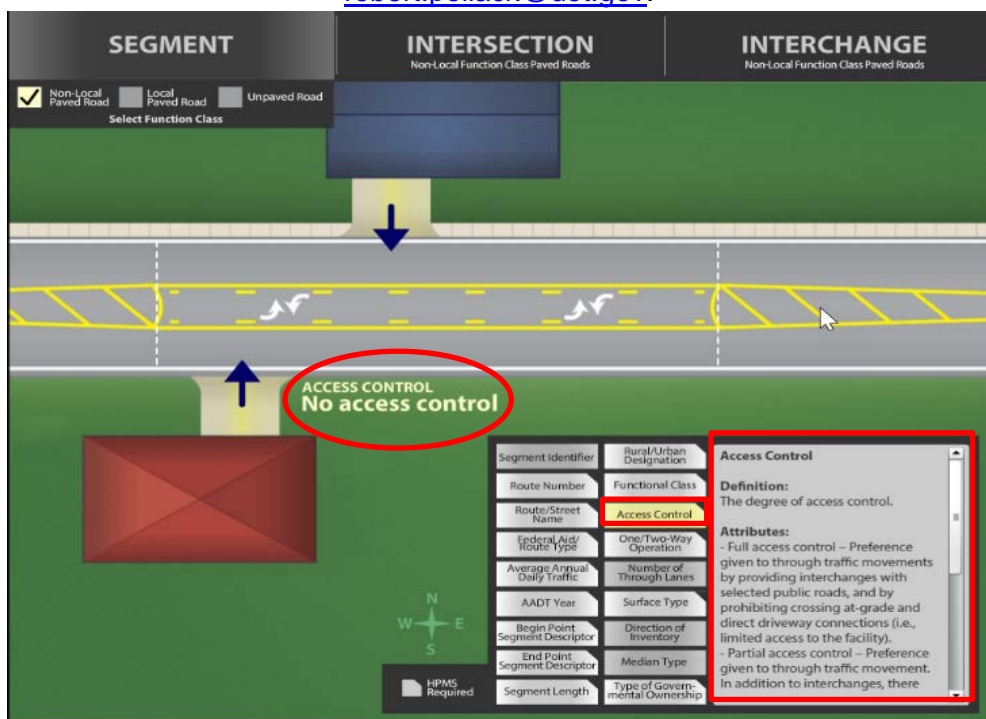 SEGMENT
INTERSECTION
Non-Local Function Class Paved Roads
INTERCHANGE
Non-Local Function Class Paved Roads
Non-Local
Paved Road
Local
Paved Road
Unpaved Road
Select Function Class
ACCESS CONTROL
No access control
N
W E
S
HPMS
Required
Segment Identifier
Rural/Urban
Designation
Route Number
Functional Class
Route/Street
Name
Access Control
Federal Aid/
Route Type
One/Two-Way
Operation
Average Annual
Daily Traffic
Number of
Through Lanes
AADT Year
Surface Type
Begin Point
Segment Descriptor
Direction of
Inventory
End Point
Segment Descriptor
Median Type
Segment Length
Type of Govern-
mental Ownership
Access Control
Definition:
The degree of access control.
Attributes:
- Full access control – Preference
given to through traffic movements
by providing interchanges with
selected public roads, and by
prohibiting crossing at-grade and
direct driveway connections (i.e.,
limited access to the facility).
- Partial access control – Preference
given to through traffic movement.
In addition to interchanges, there